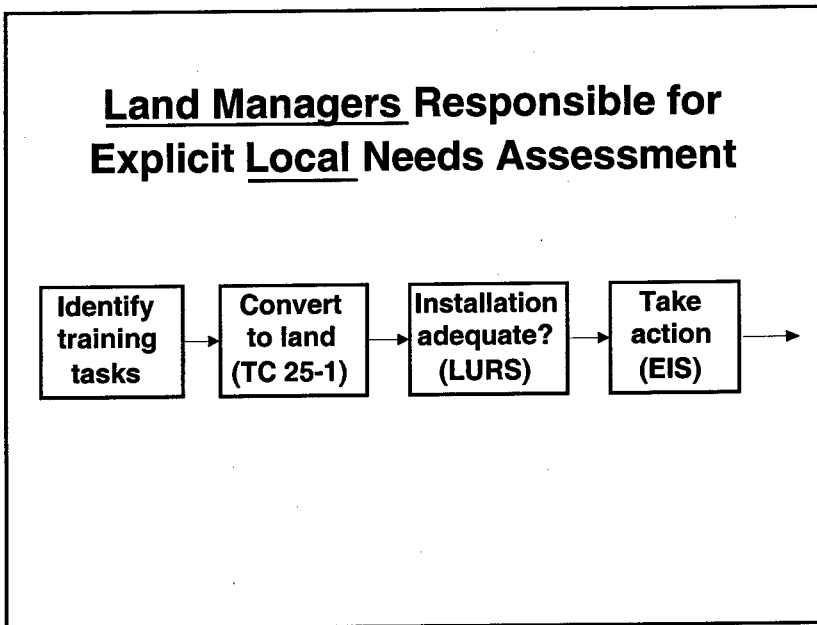 Land Managers Responsible for
Explicit Local Needs Assessment
Identify
training
tasks
Convert
to land
(TC 25-1)
Installation
adequate?
(LURS)
Take
action
(EIS)